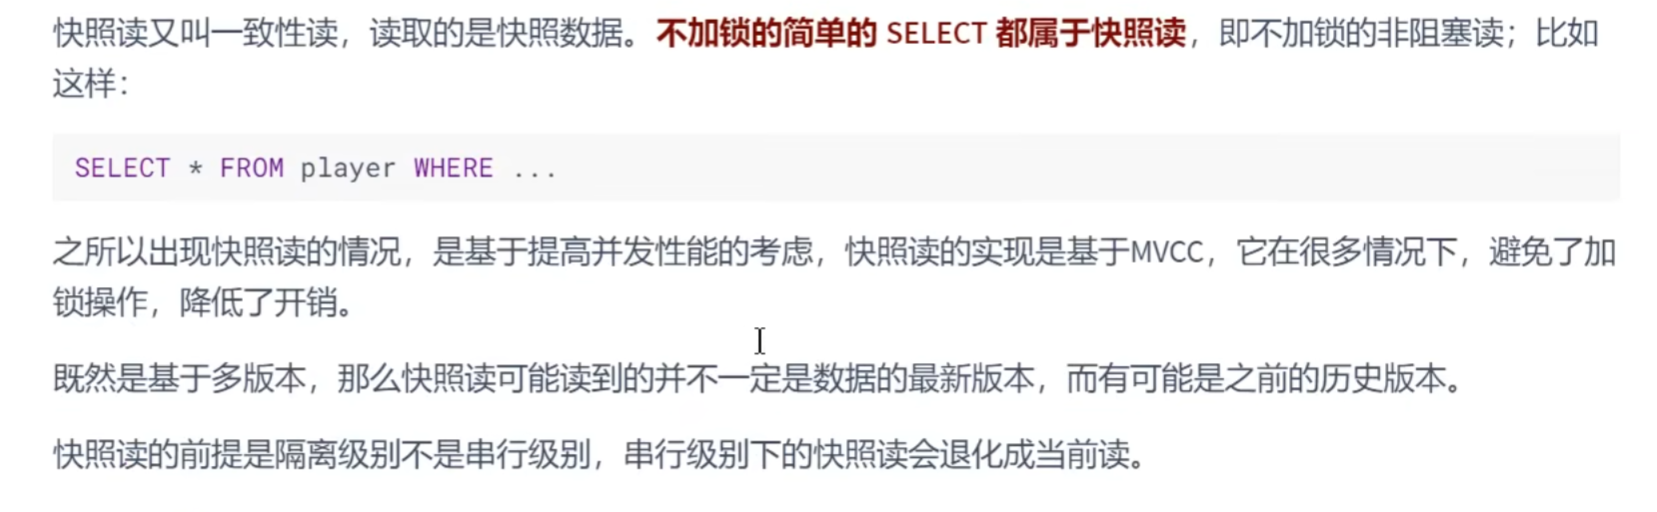 快照读又叫一致性读，读取的是快照数据。不加锁的简单的 SELECT 都属于快照读，即不加锁的非阻塞读；比如
这样：
SELECT * FROM player WHERE ...
之所以出现快照读的情况，是基于提高并发性能的考虑，快照读的实现是基于MVCC，它在很多情况下，避免了加
锁操作，降低了开销。
既然是基于多版本，那么快照读可能读到的并不一定是数据的最新版本，而有可能是之前的历史版本。
快照读的前提是隔离级别不是串行级别，串行级别下的快照读会退化成当前读。